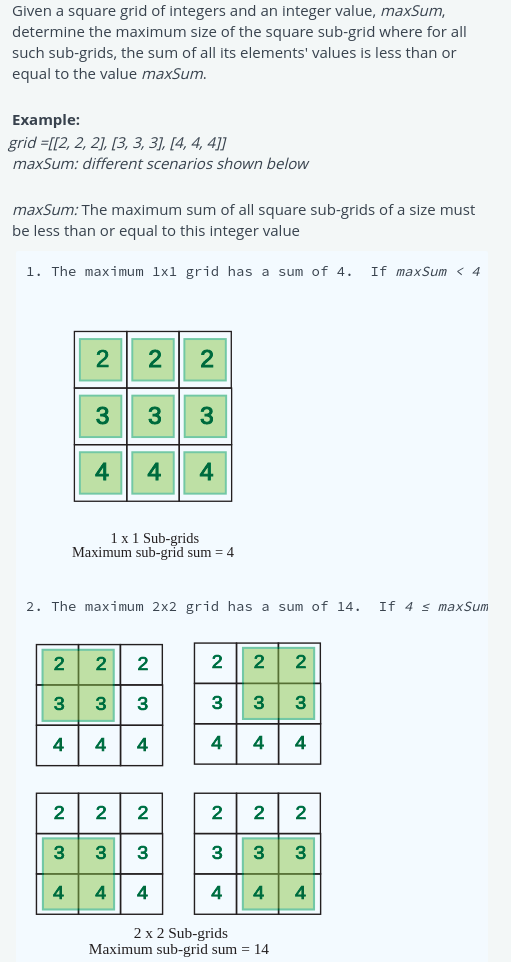 Given a square grid of integers and an integer value, maxSum,
determine the maximum size of the square sub-grid where for all
such sub-grids, the sum of all its elements' values is less than or
equal to the value maxSum.
Example:
grid =[[2, 2, 2], [3, 3, 3], [4, 4, 4]]
maxSum: different scenarios shown below
maxSum: The maximum sum of all square sub-grids of a size must
be less than or equal to this integer value
1. The maximum 1x1 grid has a sum of 4.  If maxSum < 4
2 2 2
3 3 3
4 4 4
1 x 1 Sub-grids
Maximum sub-grid sum = 4
2. The maximum 2x2 grid has a sum of 14.  If 4 ≤ maxSum
2 2 2
3 3 3
4 4 4
2 2 2
3 3 3
4 4 4
2 2 2
3 3 3
4 4 4
2 2 2
3 3 3
4 4 4
2 x 2 Sub-grids
Maximum sub-grid sum = 14